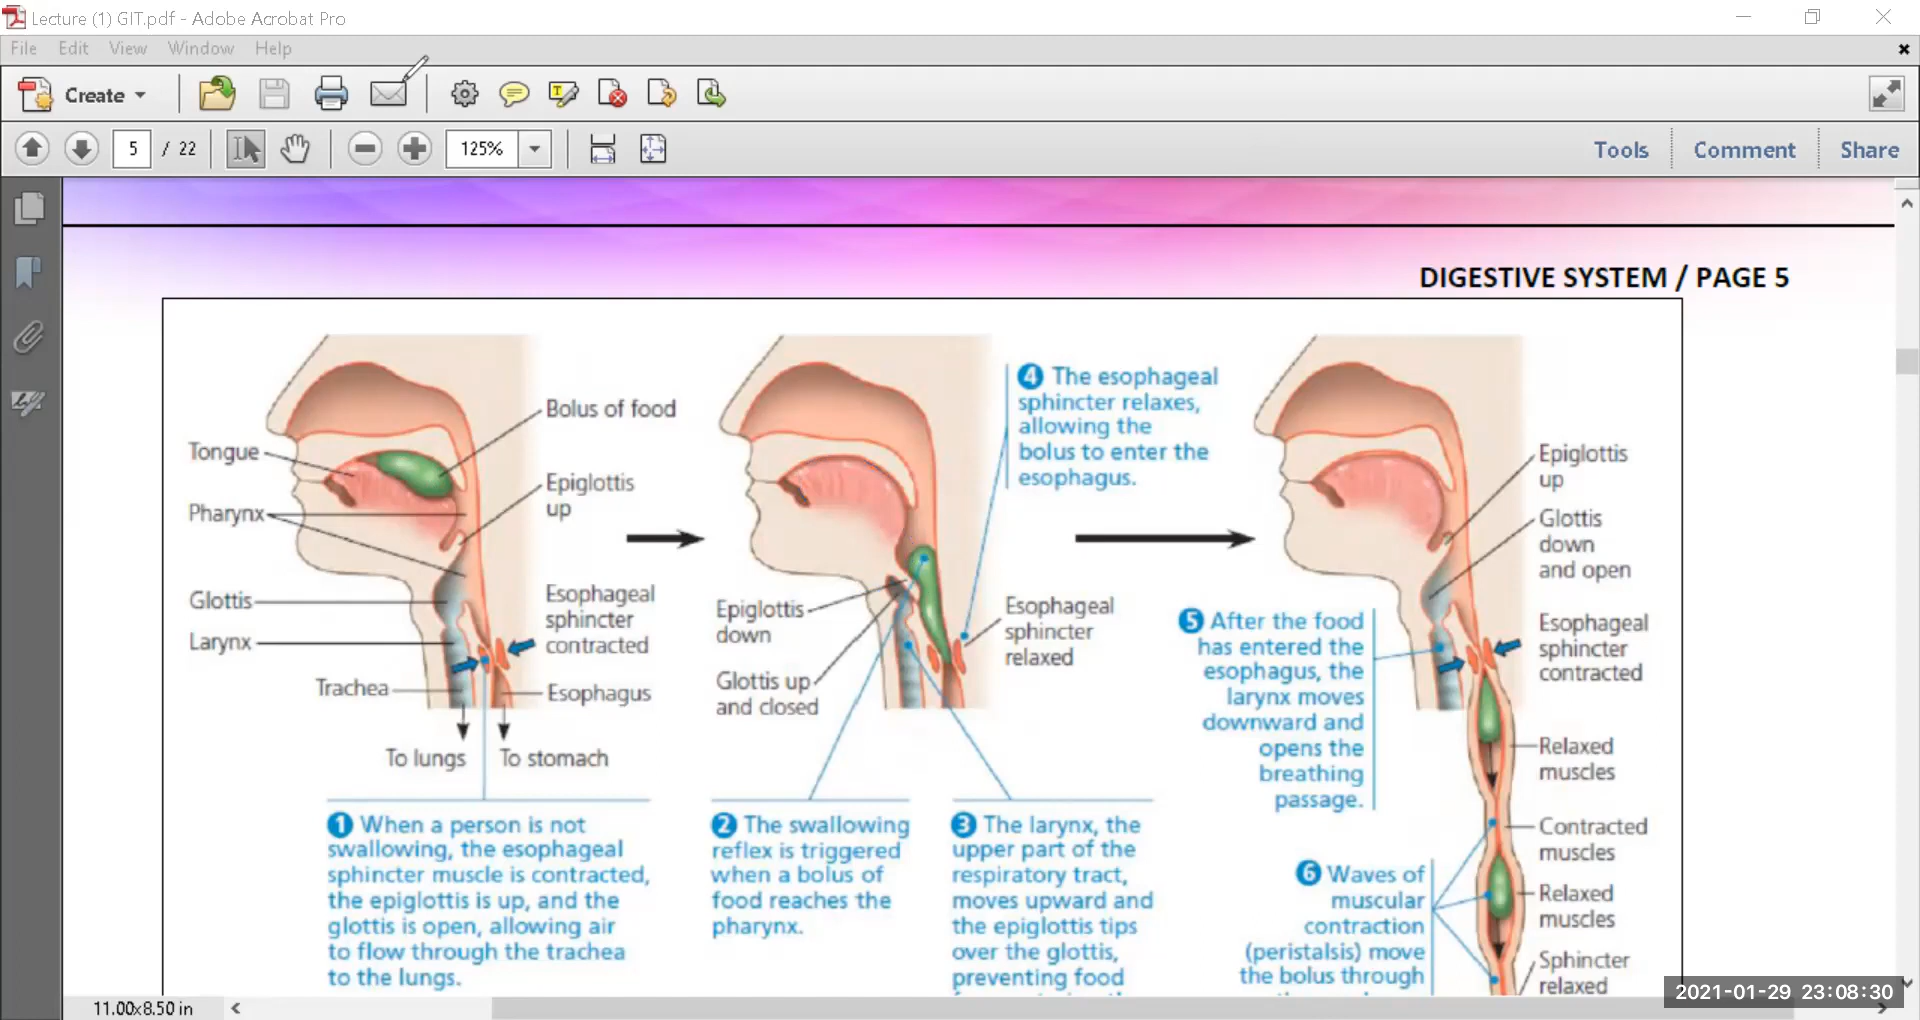 Lecture (1) GIT.pdf - Adobe Acrobat Pro
File Edit View Window Help
Create
5 / 22
125%
Tools Comment Share
DIGESTIVE SYSTEM / PAGE 5
Bolus of food
Tongue
Epiglottis
up
Pharynx
Glottis
Esophageal
sphincter
contracted
Larynx
Trachea
Esophagus
To lungs
To stomach
1 When a person is not
swallowing, the esophageal
sphincter muscle is contracted,
the epiglottis is up, and the
glottis is open, allowing air
to flow through the trachea
to the lungs.
Epiglottis
down
Glottis up
and closed
Esophageal
sphincter
relaxed
2 The swallowing
reflex is triggered
when a bolus of
food reaches the
pharynx.
3 The larynx, the
upper part of the
respiratory tract,
moves upward and
the epiglottis tips
over the glottis,
preventing food
4 The esophageal
sphincter relaxes,
allowing the
bolus to enter the
esophagus.
Epiglottis
up
Glottis
down
and open
Esophageal
sphincter
contracted
5 After the food
has entered the
esophagus, the
larynx moves
downward and
opens the
breathing
passage.
Relaxed
muscles
Contracted
muscles
Relaxed
muscles
Sphincter
relaxed
6 Waves of
muscular
contraction
(peristalsis) move
the bolus through
11.00x8.50 in
2021-01-29 23:08:30